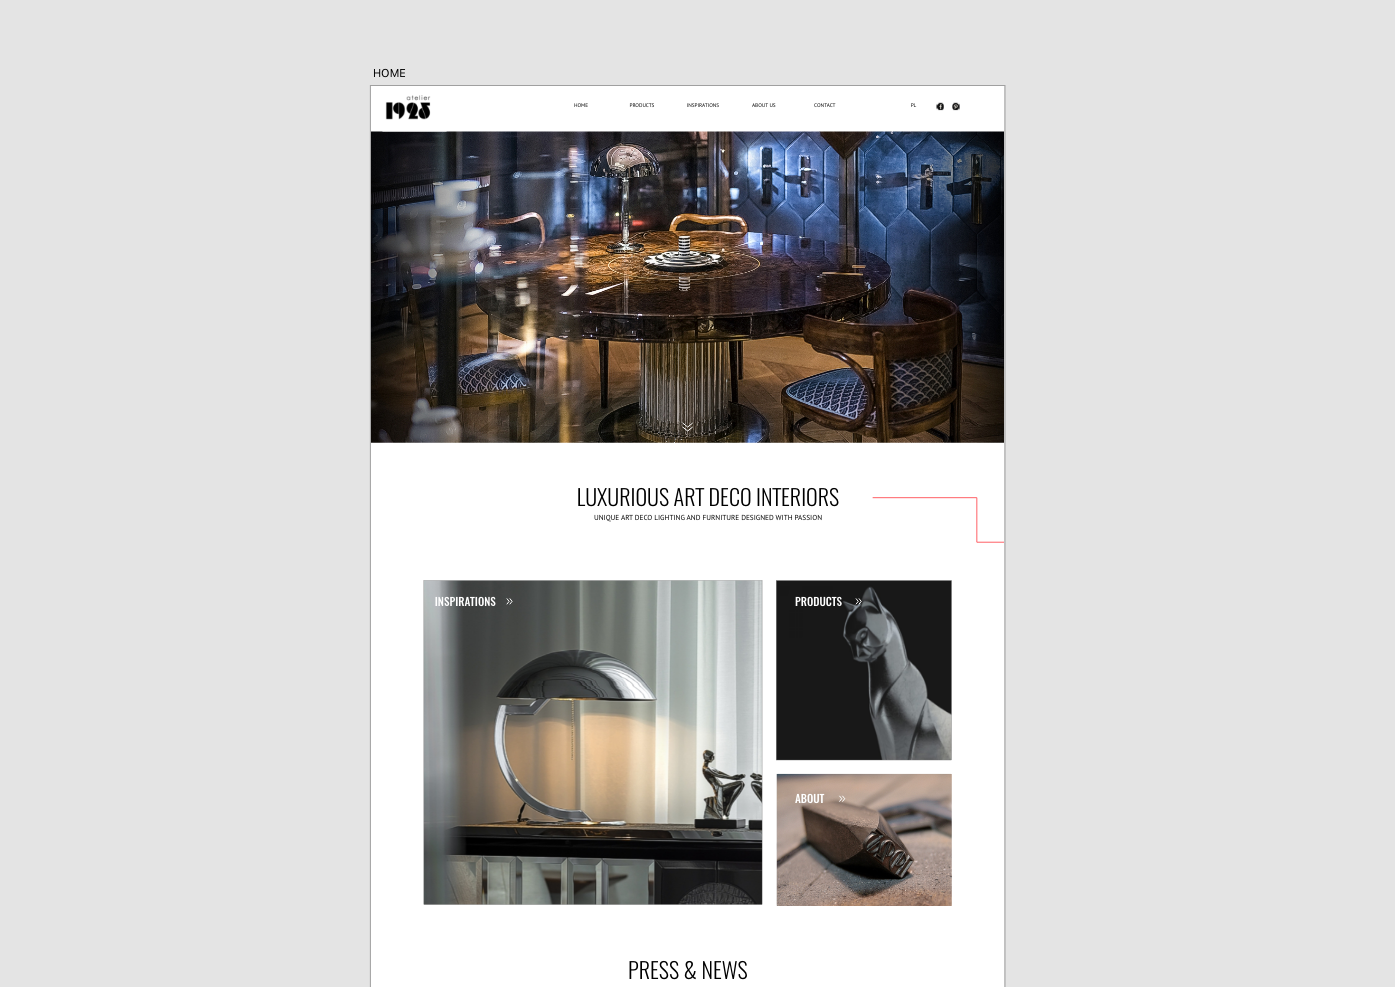 HOME
atelier
1925
HOME PRODUCTS INSPIRATIONS ABOUT US CONTACT PL
LUXURIOUS ART DECO INTERIORS
UNIQUE ART DECO LIGHTING AND FURNITURE DESIGNED WITH PASSION
INSPIRATIONS »
PRODUCTS »
ABOUT »
PRESS & NEWS